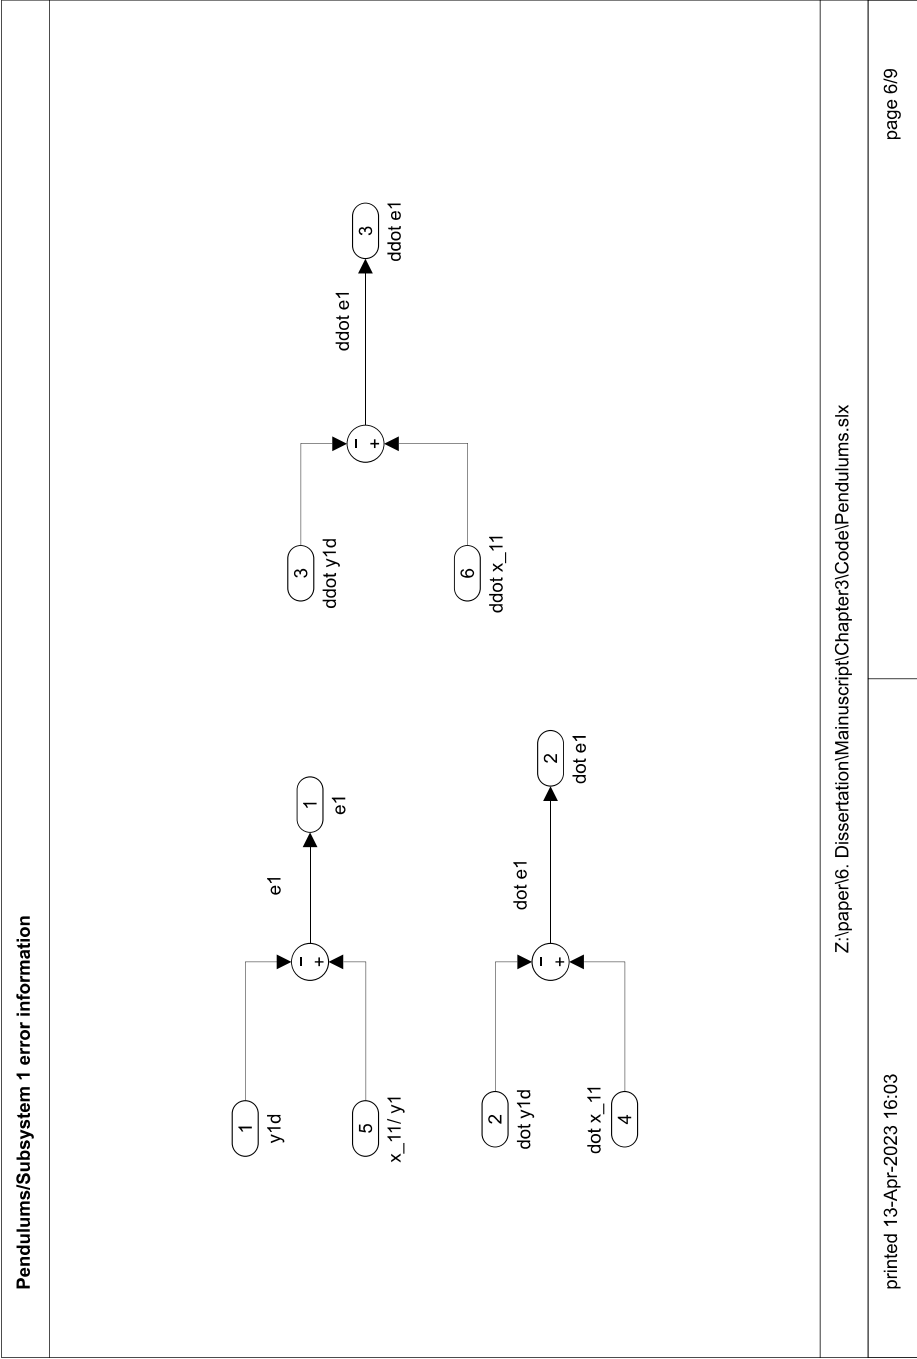 Pendulums/Subsystem 1 error information
1
y1d
5
x_11/ y1
-
+
e1
1
e1
2
dot y1d
dot x_11
4
-
+
dot e1
2
dot e1
3
ddot y1d
6
ddot x_11
-
+
ddot e1
3
ddot e1
Z:\paper\6. Dissertation\Mainuscript\Chapter3\Code\Pendulums.slx
printed 13-Apr-2023 16:03
page 6/9